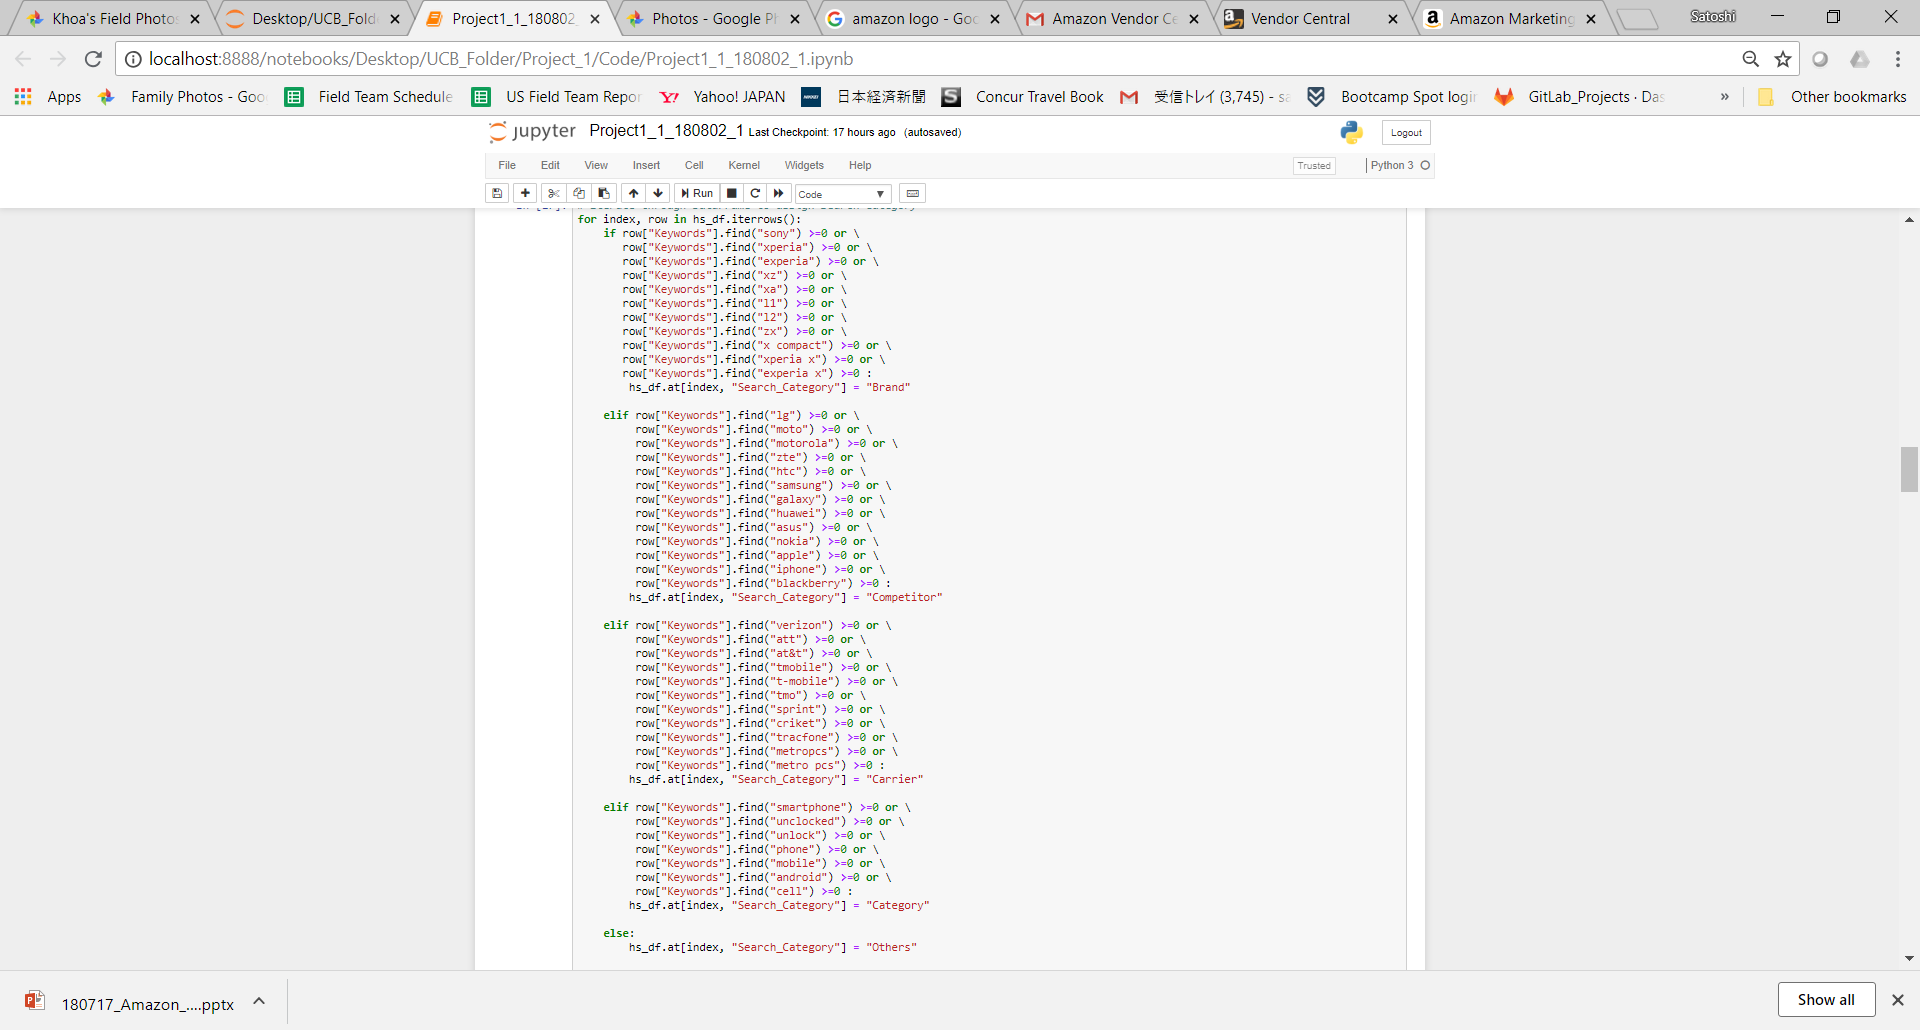 Khoa's Field Photos
Desktop/UCB_Fold
Project1_1_180802_
Photos - Google Ph
amazon logo - Goo
Amazon Vendor Ce
Vendor Central
Amazon Marketing
Satoshi
localhost:8888/notebooks/Desktop/UCB_Folder/Project_1/Code/Project1_1_180802_1.ipynb
Apps
Family Photos - Goo
Field Team Schedule
US Field Team Repor
Yahoo! JAPAN
日本経済新聞
Concur Travel Book
受信トレイ (3,745) - sa
Bootcamp Spot login
GitLab_Projects · Das
»
Other bookmarks
jupyter Project1_1_180802_1 Last Checkpoint: 17 hours ago (autosaved)
Logout
File Edit View Insert Cell Kernel Widgets Help
Trusted
Python 3
Run
Code
for index, row in hs_df.iterrows():
if row["Keywords"].find("sony") >=0 or \
row["Keywords"].find("xperia") >=0 or \
row["Keywords"].find("experia") >=0 or \
row["Keywords"].find("xz") >=0 or \
row["Keywords"].find("xa") >=0 or \
row["Keywords"].find("l1") >=0 or \
row["Keywords"].find("l2") >=0 or \
row["Keywords"].find("zx") >=0 or \
row["Keywords"].find("x compact") >=0 or \
row["Keywords"].find("xperia x") >=0 or \
row["Keywords"].find("experia x") >=0 :
hs_df.at[index, "Search_Category"] = "Brand"
elif row["Keywords"].find("lg") >=0 or \
row["Keywords"].find("moto") >=0 or \
row["Keywords"].find("motorola") >=0 or \
row["Keywords"].find("zte") >=0 or \
row["Keywords"].find("htc") >=0 or \
row["Keywords"].find("samsung") >=0 or \
row["Keywords"].find("galaxy") >=0 or \
row["Keywords"].find("huawei") >=0 or \
row["Keywords"].find("asus") >=0 or \
row["Keywords"].find("nokia") >=0 or \
row["Keywords"].find("apple") >=0 or \
row["Keywords"].find("iphone") >=0 or \
row["Keywords"].find("blackberry") >=0 :
hs_df.at[index, "Search_Category"] = "Competitor"
elif row["Keywords"].find("verizon") >=0 or \
row["Keywords"].find("att") >=0 or \
row["Keywords"].find("at&t") >=0 or \
row["Keywords"].find("tmobile") >=0 or \
row["Keywords"].find("t-mobile") >=0 or \
row["Keywords"].find("tmo") >=0 or \
row["Keywords"].find("sprint") >=0 or \
row["Keywords"].find("criket") >=0 or \
row["Keywords"].find("tracfone") >=0 or \
row["Keywords"].find("metropcs") >=0 or \
row["Keywords"].find("metro pcs") >=0 :
hs_df.at[index, "Search_Category"] = "Carrier"
elif row["Keywords"].find("smartphone") >=0 or \
row["Keywords"].find("unclocked") >=0 or \
row["Keywords"].find("unlock") >=0 or \
row["Keywords"].find("phone") >=0 or \
row["Keywords"].find("mobile") >=0 or \
row["Keywords"].find("android") >=0 or \
row["Keywords"].find("cell") >=0 :
hs_df.at[index, "Search_Category"] = "Category"
else:
hs_df.at[index, "Search_Category"] = "Others"
180717_Amazon_....pptx
Show all